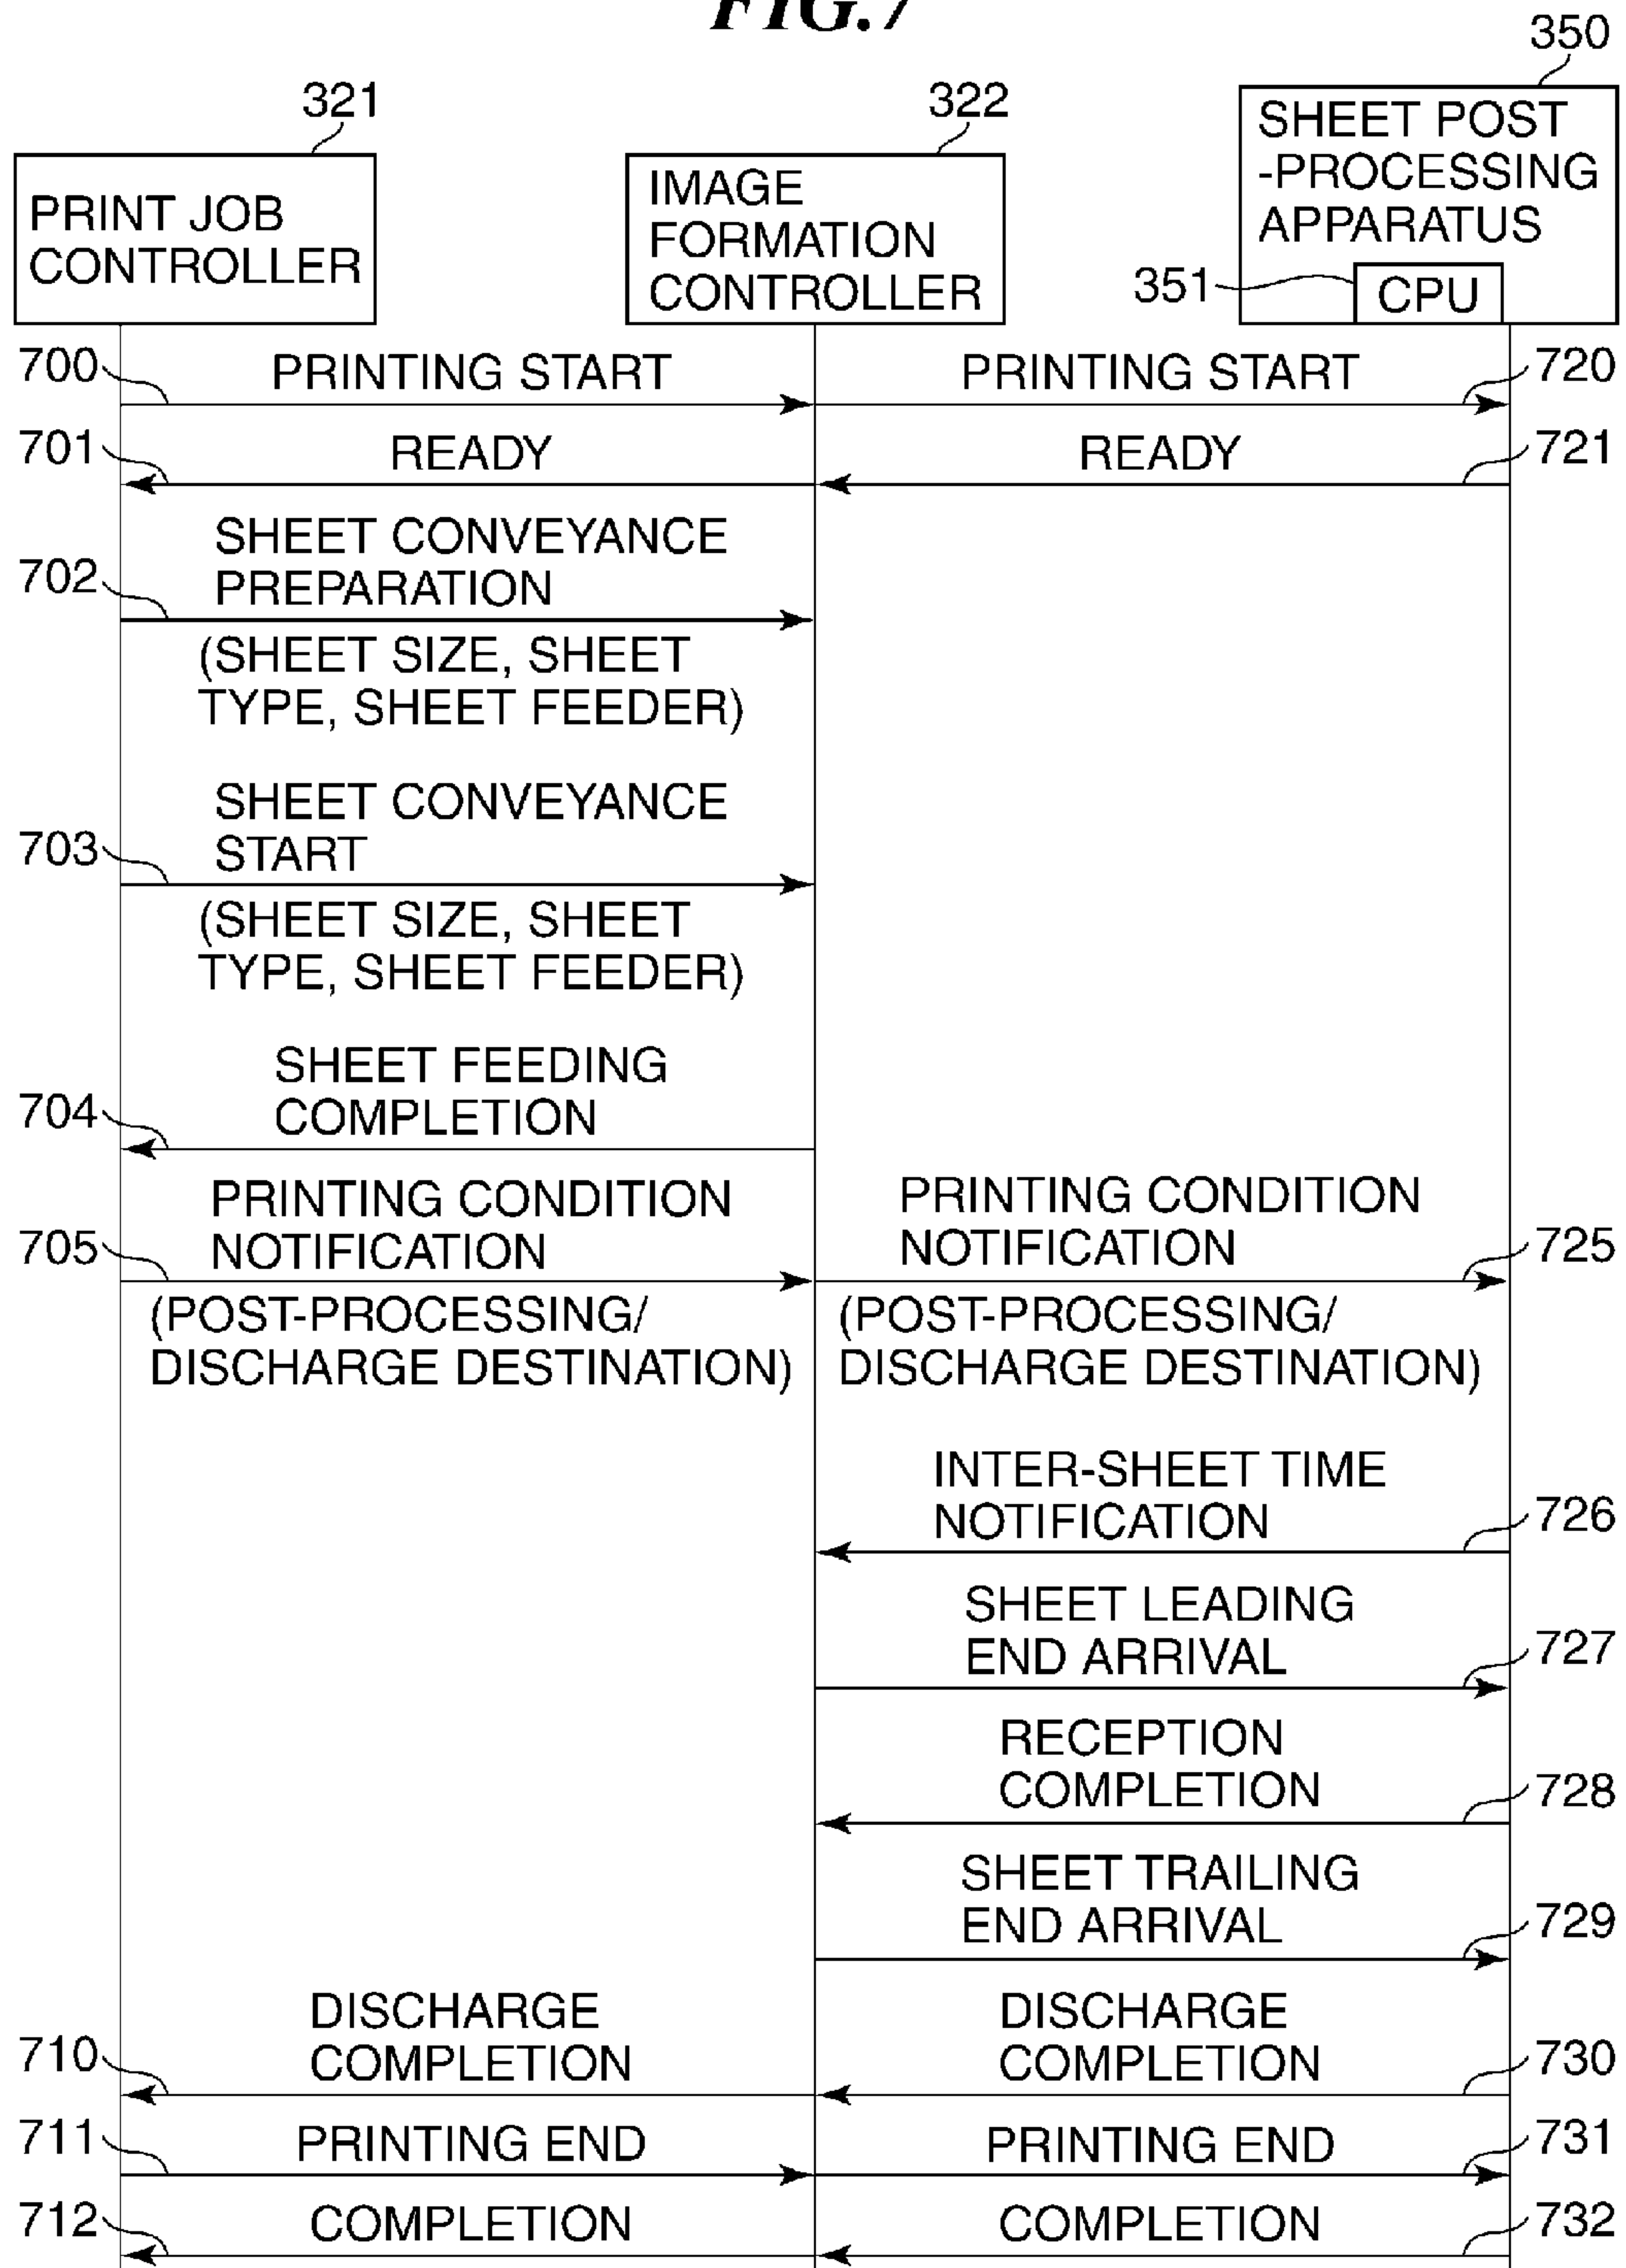 FIG.7
350
321
322
SHEET POST
-PROCESSING
APPARATUS
PRINT JOB
CONTROLLER
IMAGE
FORMATION
CONTROLLER
351
CPU
700
PRINTING START
PRINTING START
720
701
READY
READY
721
SHEET CONVEYANCE
PREPARATION
702
(SHEET SIZE, SHEET
TYPE, SHEET FEEDER)
SHEET CONVEYANCE
START
703
(SHEET SIZE, SHEET
TYPE, SHEET FEEDER)
SHEET FEEDING
COMPLETION
704
PRINTING CONDITION
NOTIFICATION
705
(POST-PROCESSING/
DISCHARGE DESTINATION)
PRINTING CONDITION
NOTIFICATION
725
(POST-PROCESSING/
DISCHARGE DESTINATION)
INTER-SHEET TIME
NOTIFICATION
726
SHEET LEADING
END ARRIVAL
727
RECEPTION
COMPLETION
728
SHEET TRAILING
END ARRIVAL
729
DISCHARGE
COMPLETION
710
DISCHARGE
COMPLETION
730
711
PRINTING END
PRINTING END
731
712
COMPLETION
COMPLETION
732